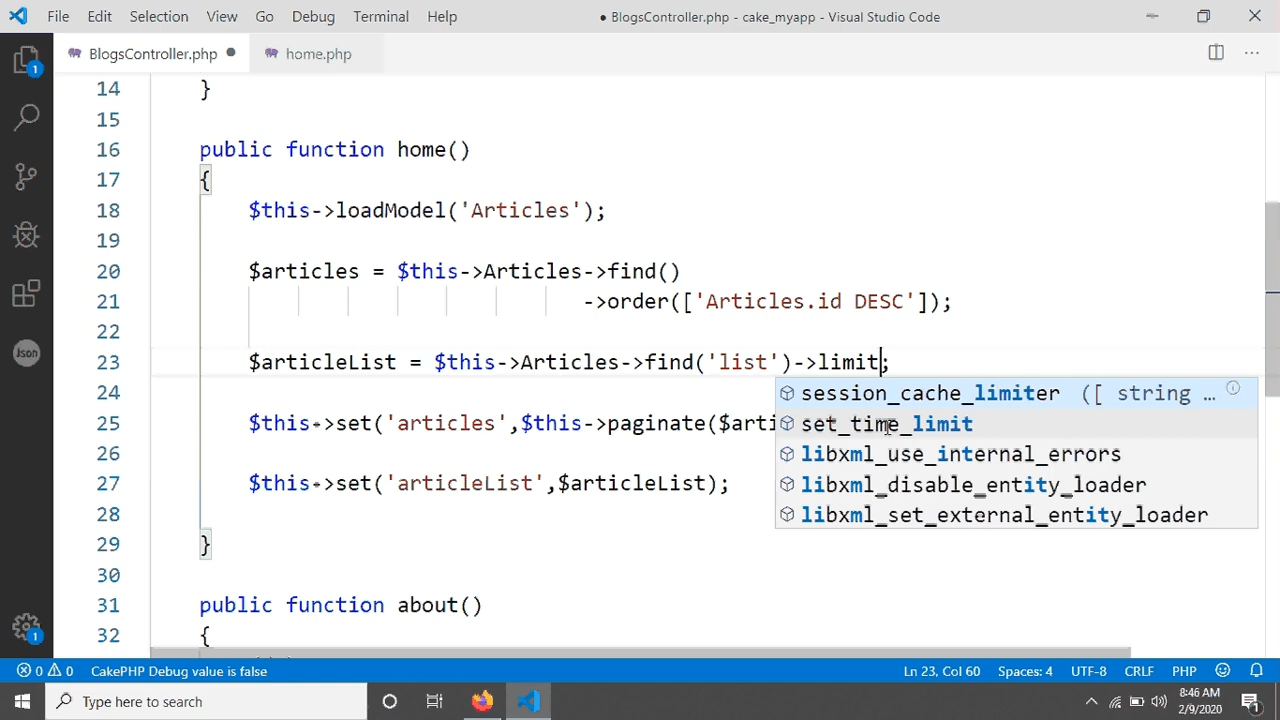 File Edit Selection View Go Debug Terminal Help ● BlogsController.php - cake_myapp - Visual Studio Code
BlogsController.php home.php
14 }
15
16 public function home()
17 {
18 $this->loadModel('Articles');
19
20 $articles = $this->Articles->find()
21 ->order(['Articles.id DESC']);
22
23 $articleList = $this->Articles->find('list')->limit;
24 session_cache_limiter ([ string ...
25 $this->set('articles',$this->paginate($arti set_time_limit
26 libxml_use_internal_errors
27 $this->set('articleList',$articleList); libxml_disable_entity_loader
28 libxml_set_external_entity_loader
29 }
30
31 public function about()
32 {
1
Json
1
0 0 CakePHP Debug value is false Ln 23, Col 60 Spaces: 4 UTF-8 CRLF PHP
Type here to search 8:46 AM
2/9/2020 1